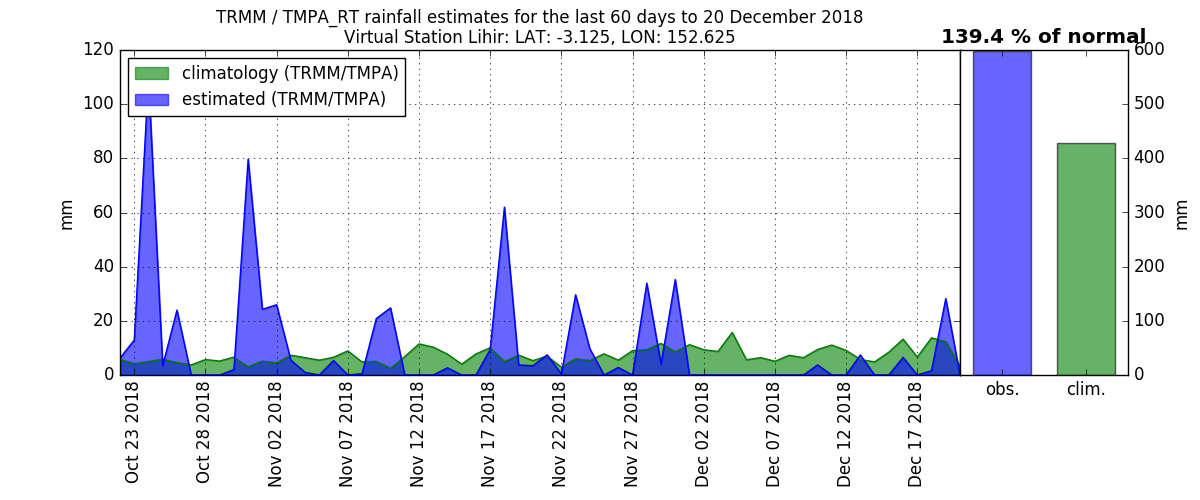 TRMM / TMPA_RT rainfall estimates for the last 60 days to 20 December 2018
Virtual Station Lihir: LAT: -3.125, LON: 152.625
139.4 % of normal
climatology (TRMM/TMPA)
estimated (TRMM/TMPA)
120
100
80
60
40
20
0
mm
Oct 23 2018
Oct 28 2018
Nov 02 2018
Nov 07 2018
Nov 12 2018
Nov 17 2018
Nov 22 2018
Nov 27 2018
Dec 02 2018
Dec 07 2018
Dec 12 2018
Dec 17 2018
obs.
clim.
600
500
400
300
200
100
0
mm